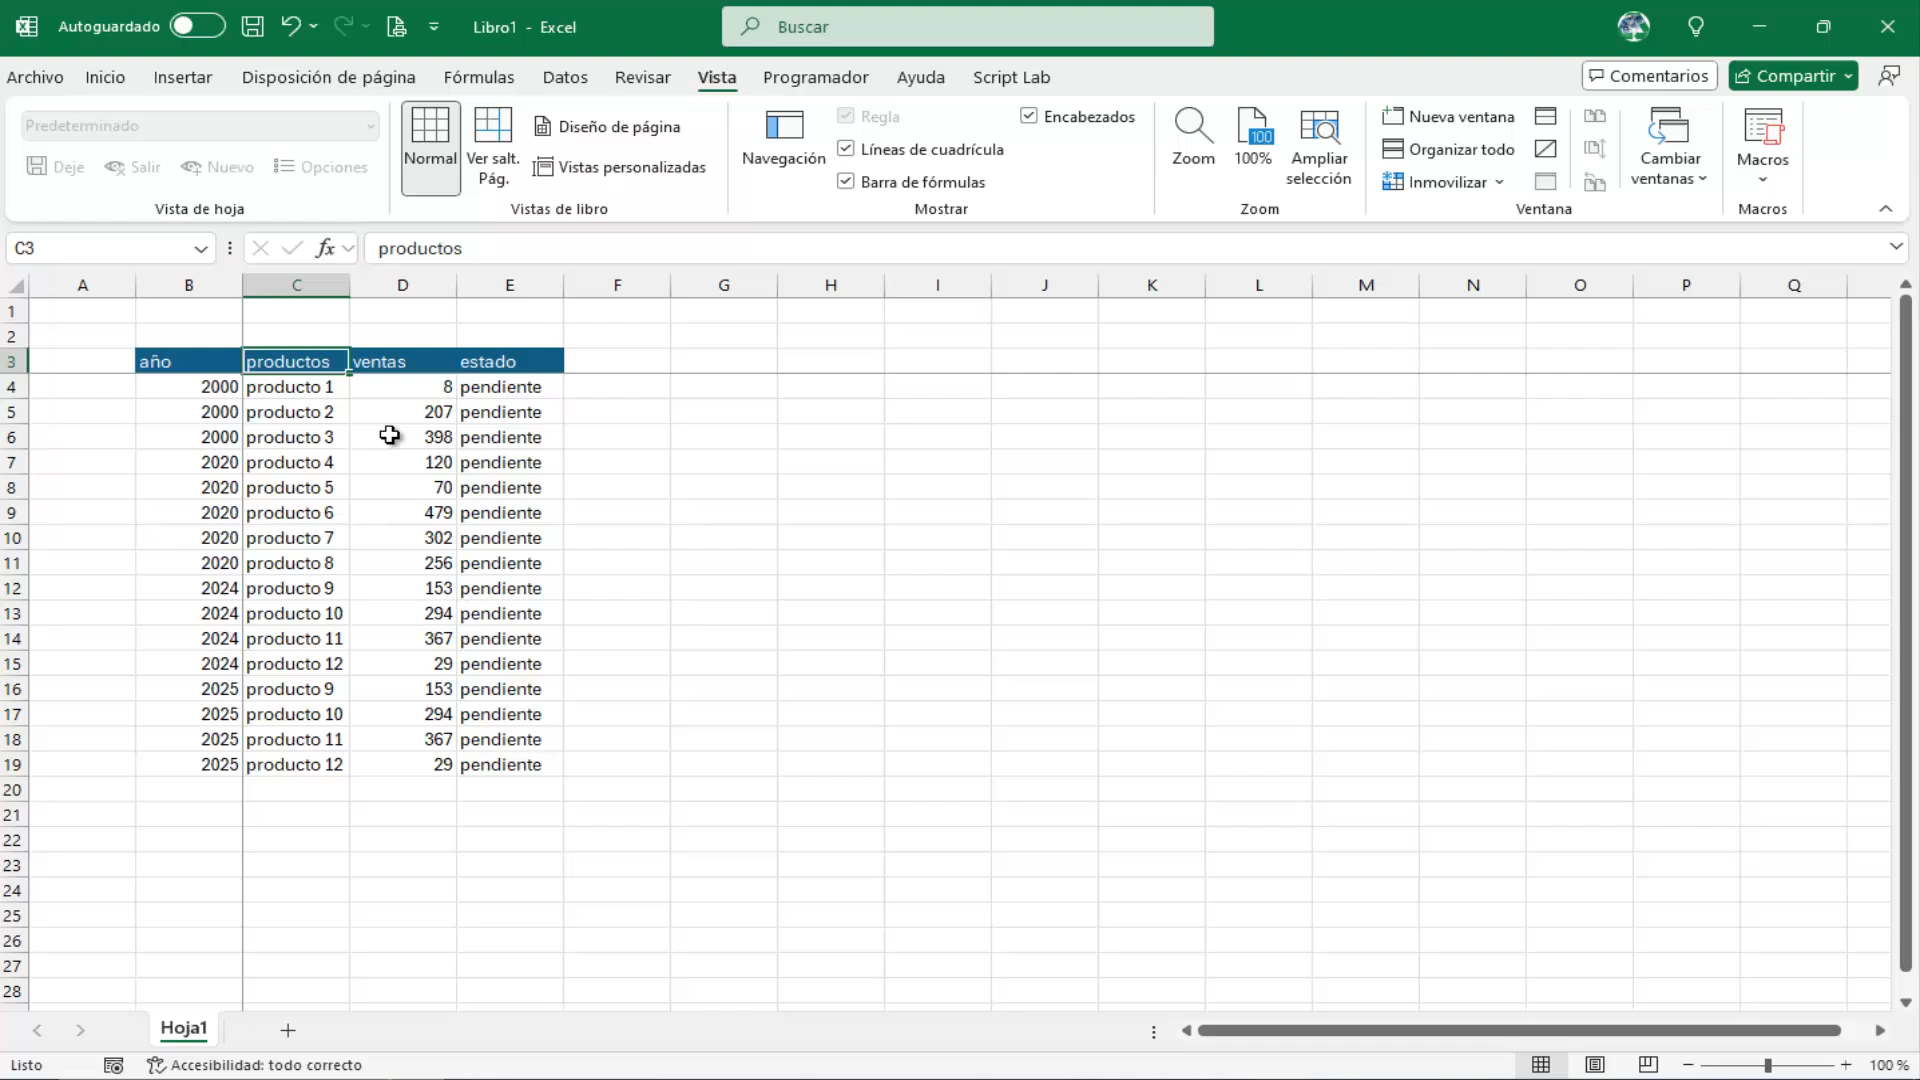 Autoguardado Libro1 - Excel Buscar
Archivo Inicio Insertar Disposición de página Fórmulas Datos Revisar Vista Programador Ayuda Script Lab Comentarios Compartir
Predeterminado
Deje Salir Nuevo Opciones
Vista de hoja
Normal
Ver salt.
Pág.
Diseño de página
Vistas personalizadas
Vistas de libro
Navegación
Regla
Líneas de cuadrícula
Barra de fórmulas
Encabezados
Mostrar
Zoom
100
100%
Ampliar
selección
Zoom
Nueva ventana
Organizar todo
Inmovilizar
Cambiar
ventanas
Ventana
Macros
Macros
C3 fx productos
A B C D E F G H I J K L M N O P Q
1
2
3 año productos ventas estado
4 2000 producto 1 8 pendiente
5 2000 producto 2 207 pendiente
6 2000 producto 3 398 pendiente
7 2020 producto 4 120 pendiente
8 2020 producto 5 70 pendiente
9 2020 producto 6 479 pendiente
10 2020 producto 7 302 pendiente
11 2020 producto 8 256 pendiente
12 2024 producto 9 153 pendiente
13 2024 producto 10 294 pendiente
14 2024 producto 11 367 pendiente
15 2024 producto 12 29 pendiente
16 2025 producto 9 153 pendiente
17 2025 producto 10 294 pendiente
18 2025 producto 11 367 pendiente
19 2025 producto 12 29 pendiente
20
21
22
23
24
25
26
27
28
Hoja1
Listo Accesibilidad: todo correcto 100 %